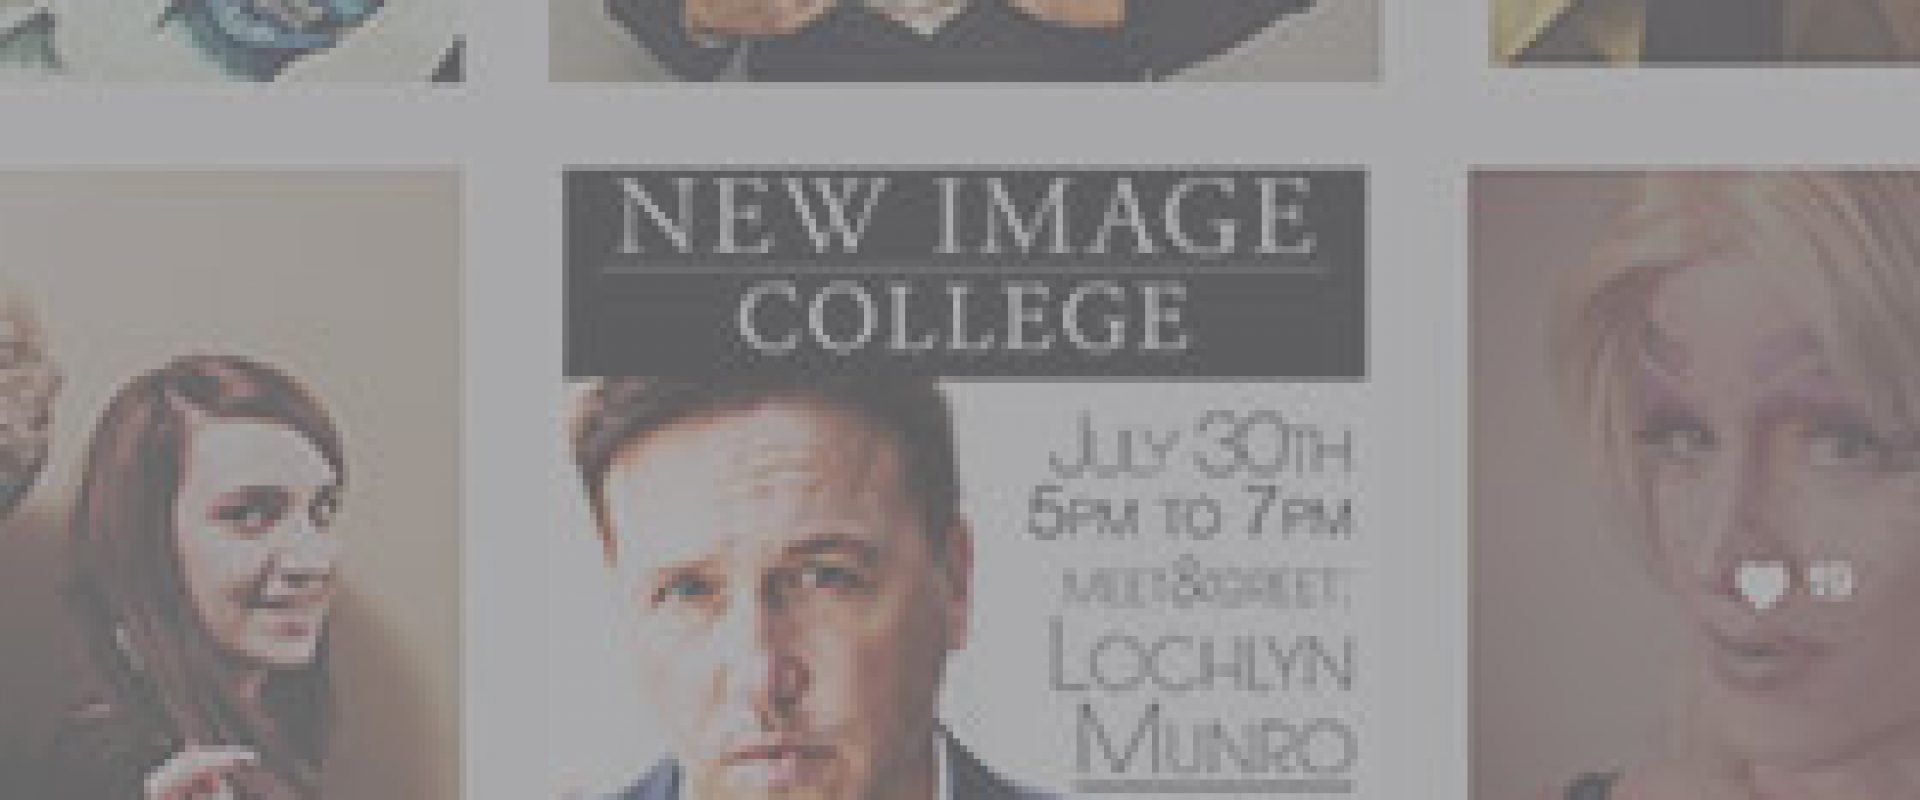 NEW IMAGE
COLLEGE
JULY 30TH
5PM TO 7PM
MEET&GREET:
LOCHLYN
MUNRO